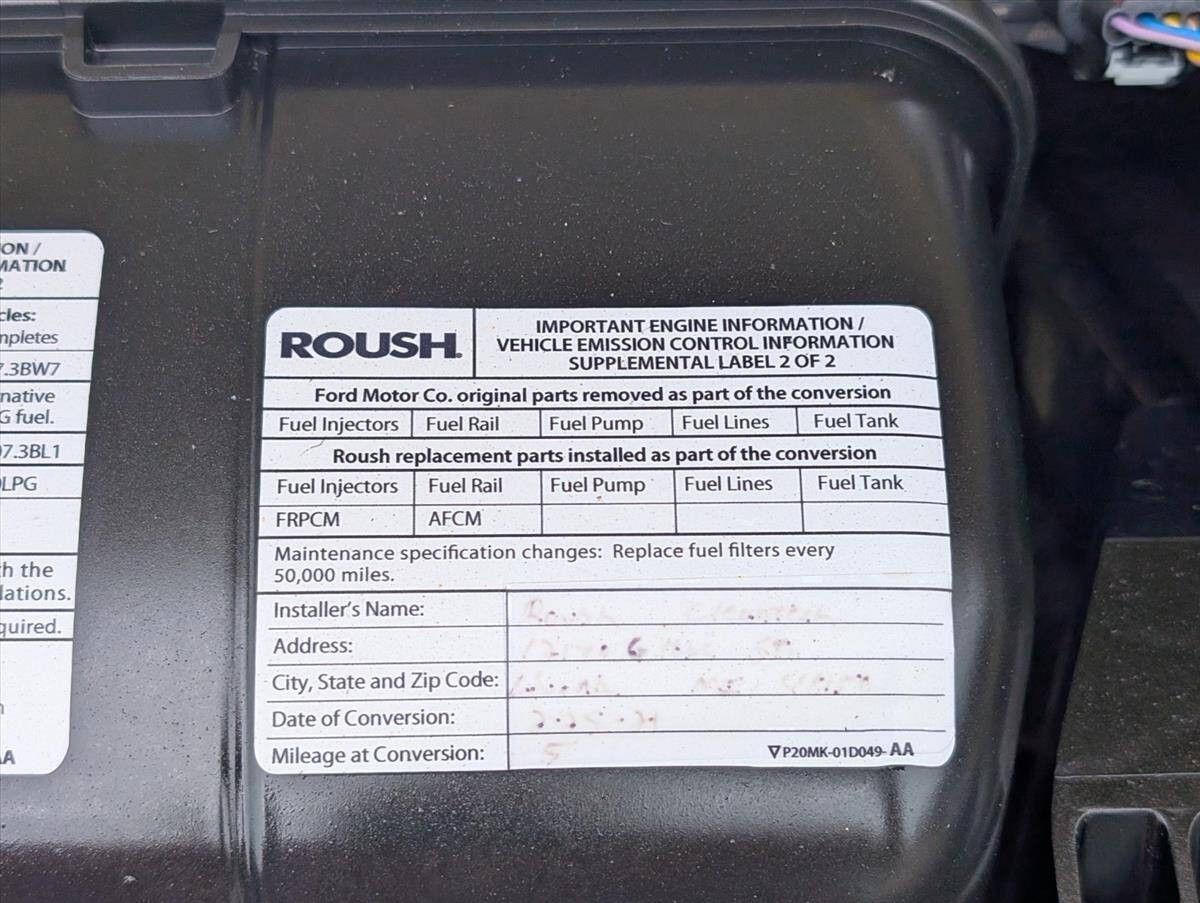 ON /
MATION
cles:
mpletes
7.3BW7
native
G fuel.
07.3BL1
LPG
h the
lations.
quired.
AA
ROUSH
IMPORTANT ENGINE INFORMATION /
VEHICLE EMISSION CONTROL INFORMATION
SUPPLEMENTAL LABEL 2 OF 2
Ford Motor Co. original parts removed as part of the conversion
Fuel Injectors Fuel Rail Fuel Pump Fuel Lines Fuel Tank
Roush replacement parts installed as part of the conversion
Fuel Injectors Fuel Rail Fuel Pump Fuel Lines Fuel Tank
FRPCM AFCM
Maintenance specification changes: Replace fuel filters every
50,000 miles.
Installer's Name: Roush
Address:
City, State and Zip Code:
Date of Conversion:
Mileage at Conversion: 5
P20MK-01D049-AA